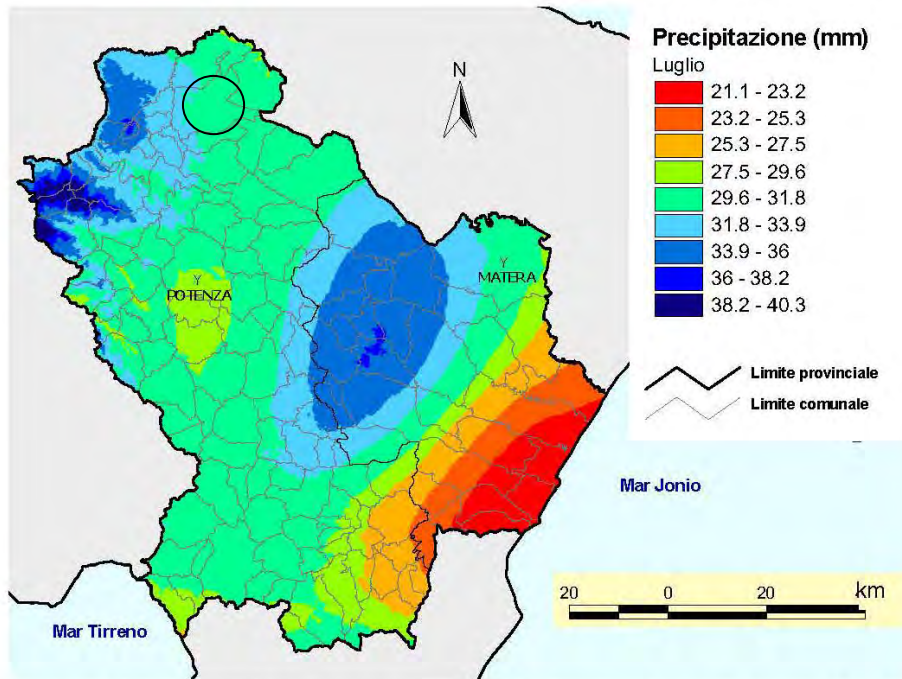 Precipitazione (mm)
Luglio
21.1 - 23.2
23.2 - 25.3
25.3 - 27.5
27.5 - 29.6
29.6 - 31.8
31.8 - 33.9
33.9 - 36
36 - 38.2
38.2 - 40.3
Limite provinciale
Limite comunale
N
Y
POTENZA
Y
MATERA
Mar Jonio
Mar Tirreno
20 0 20 km